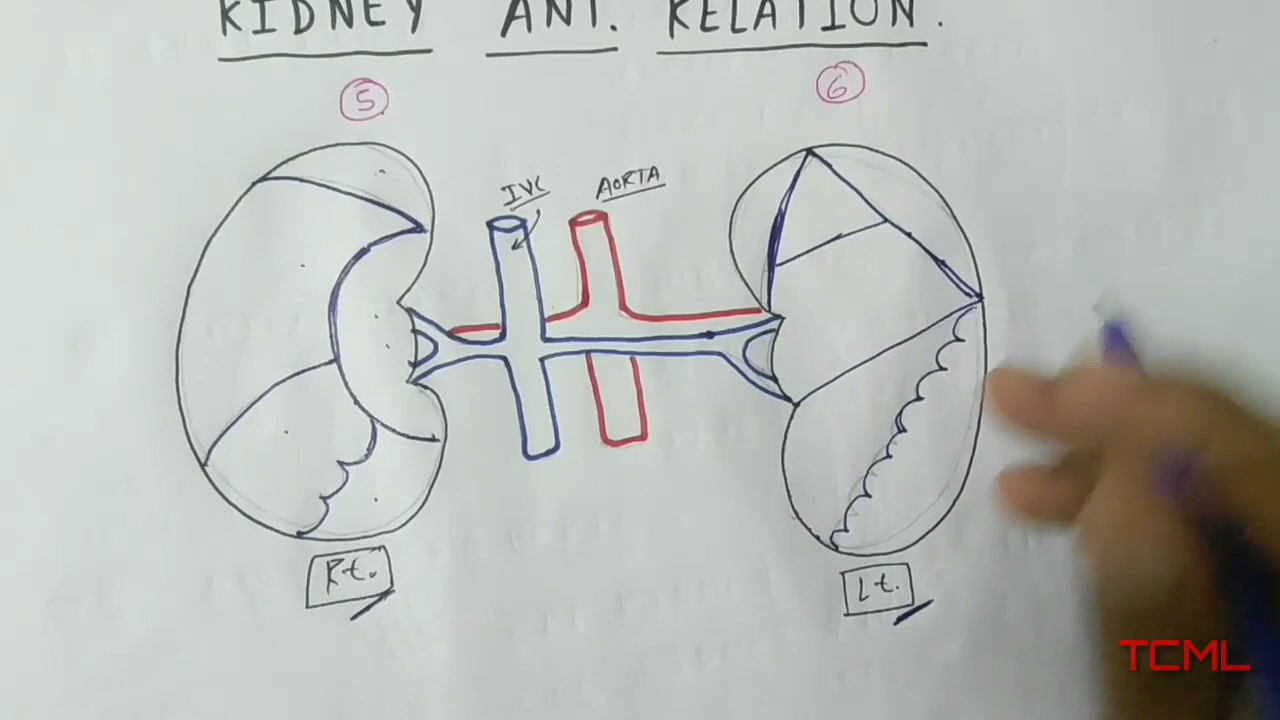 KIDNEY ANT. RELATION.
5
6
IVC
AORTA
Rt.
Lt.
TCML